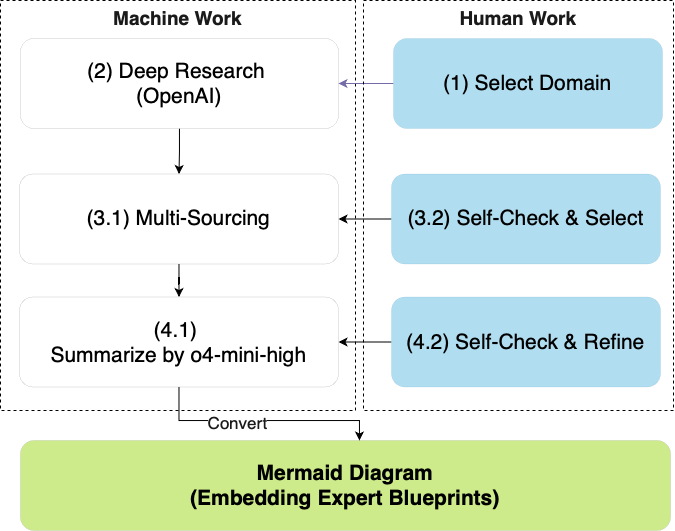 Machine Work
Human Work
(2) Deep Research
(OpenAI)
(1) Select Domain
(3.1) Multi-Sourcing
(3.2) Self-Check & Select
(4.1)
Summarize by o4-mini-high
(4.2) Self-Check & Refine
Convert
Mermaid Diagram
(Embedding Expert Blueprints)